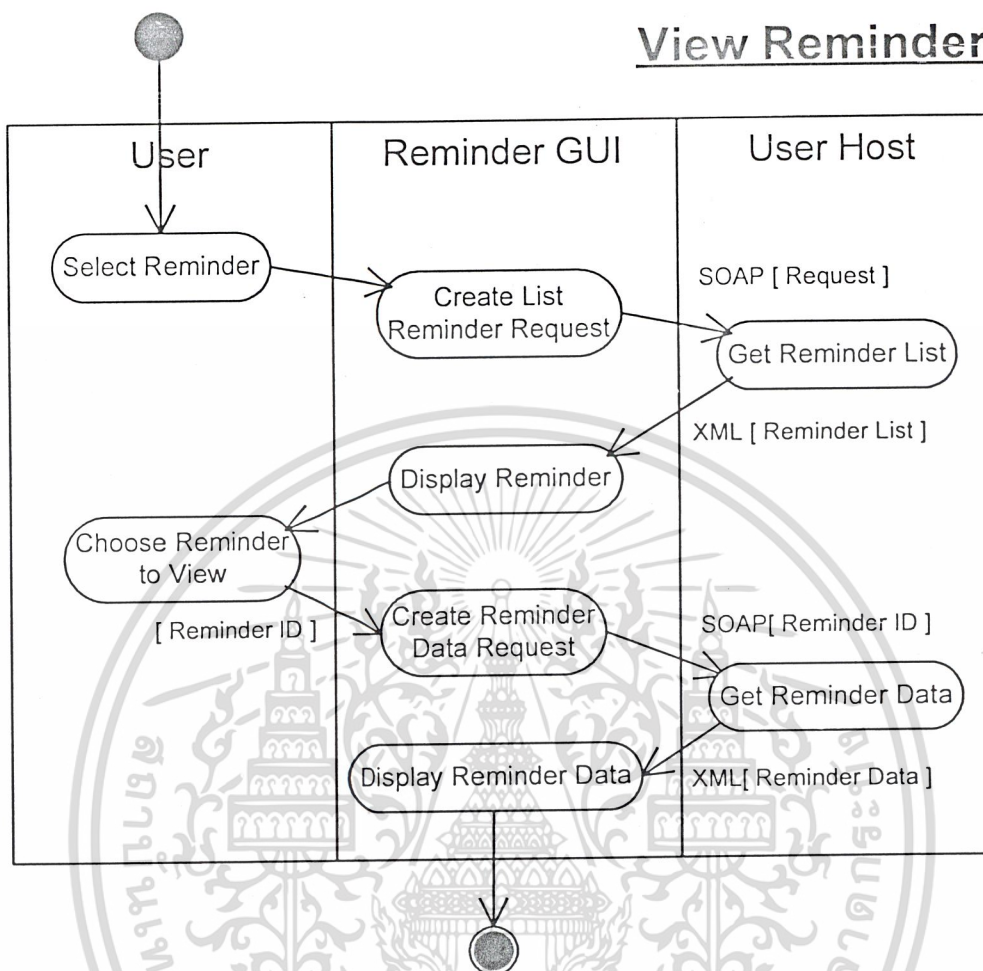 View Reminder
User
Reminder GUI
User Host
Select Reminder
Create List
Reminder Request
SOAP [ Request ]
Get Reminder List
XML [ Reminder List ]
Display Reminder
Choose Reminder
to View
[ Reminder ID ]
Create Reminder
Data Request
SOAP[ Reminder ID ]
Get Reminder Data
Display Reminder Data
XML[ Reminder Data ]